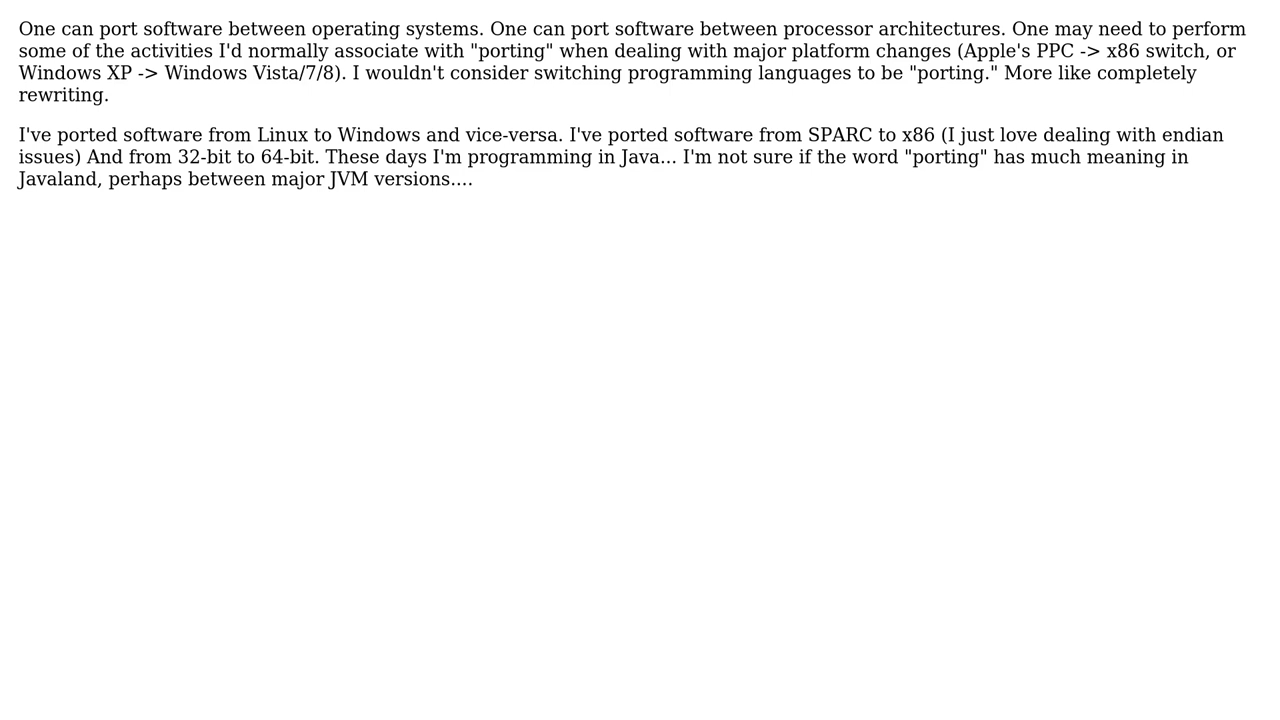 One can port software between operating systems. One can port software between processor architectures. One may need to perform
some of the activities I'd normally associate with "porting" when dealing with major platform changes (Apple's PPC -> x86 switch, or
Windows XP -> Windows Vista/7/8). I wouldn't consider switching programming languages to be "porting." More like completely
rewriting.
I've ported software from Linux to Windows and vice-versa. I've ported software from SPARC to x86 (I just love dealing with endian
issues) And from 32-bit to 64-bit. These days I'm programming in Java... I'm not sure if the word "porting" has much meaning in
Javaland, perhaps between major JVM versions....